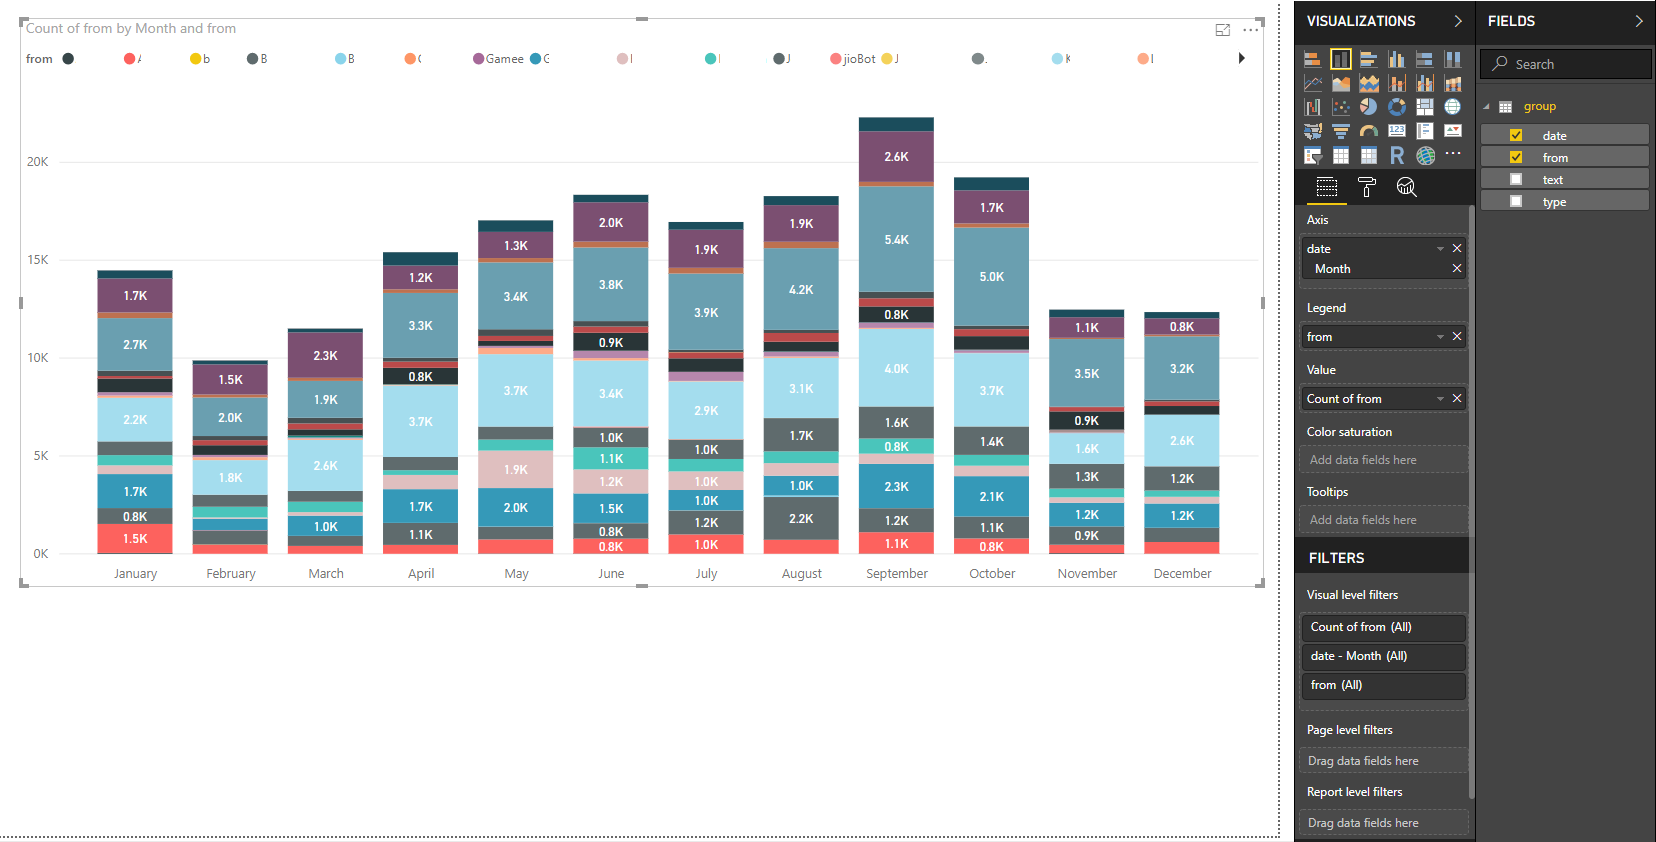 Count of from by Month and from
from A b B B C Gamee G I I J jioBot J . K L
20K
15K
10K
5K
0K
1.7K 2.7K 2.2K 1.7K 0.8K 1.5K
1.5K 2.0K 1.8K
2.3K 1.9K 2.6K 1.0K
1.2K 3.3K 0.8K 3.7K 1.7K 1.1K
1.3K 3.4K 3.7K 1.9K 2.0K
2.0K 3.8K 0.9K 3.4K 1.0K 1.1K 1.2K 1.5K 0.8K 0.8K
1.9K 3.9K 2.9K 1.0K 1.0K 1.0K 1.2K 1.0K
1.9K 4.2K 3.1K 1.7K 1.0K 2.2K
2.6K 5.4K 0.8K 4.0K 1.6K 0.8K 2.3K 1.2K 1.1K
1.7K 5.0K 3.7K 1.4K 2.1K 1.1K 0.8K
1.1K 3.5K 0.9K 1.6K 1.3K 1.2K 0.9K
0.8K 3.2K 2.6K 1.2K 1.2K
January February March April May June July August September October November December
VISUALIZATIONS
123
R
Axis
date
Month
Legend
from
Value
Count of from
Color saturation
Add data fields here
Tooltips
Add data fields here
FILTERS
Visual level filters
Count of from (All)
date - Month (All)
from (All)
Page level filters
Drag data fields here
Report level filters
Drag data fields here
FIELDS
Search
group
date
from
text
type